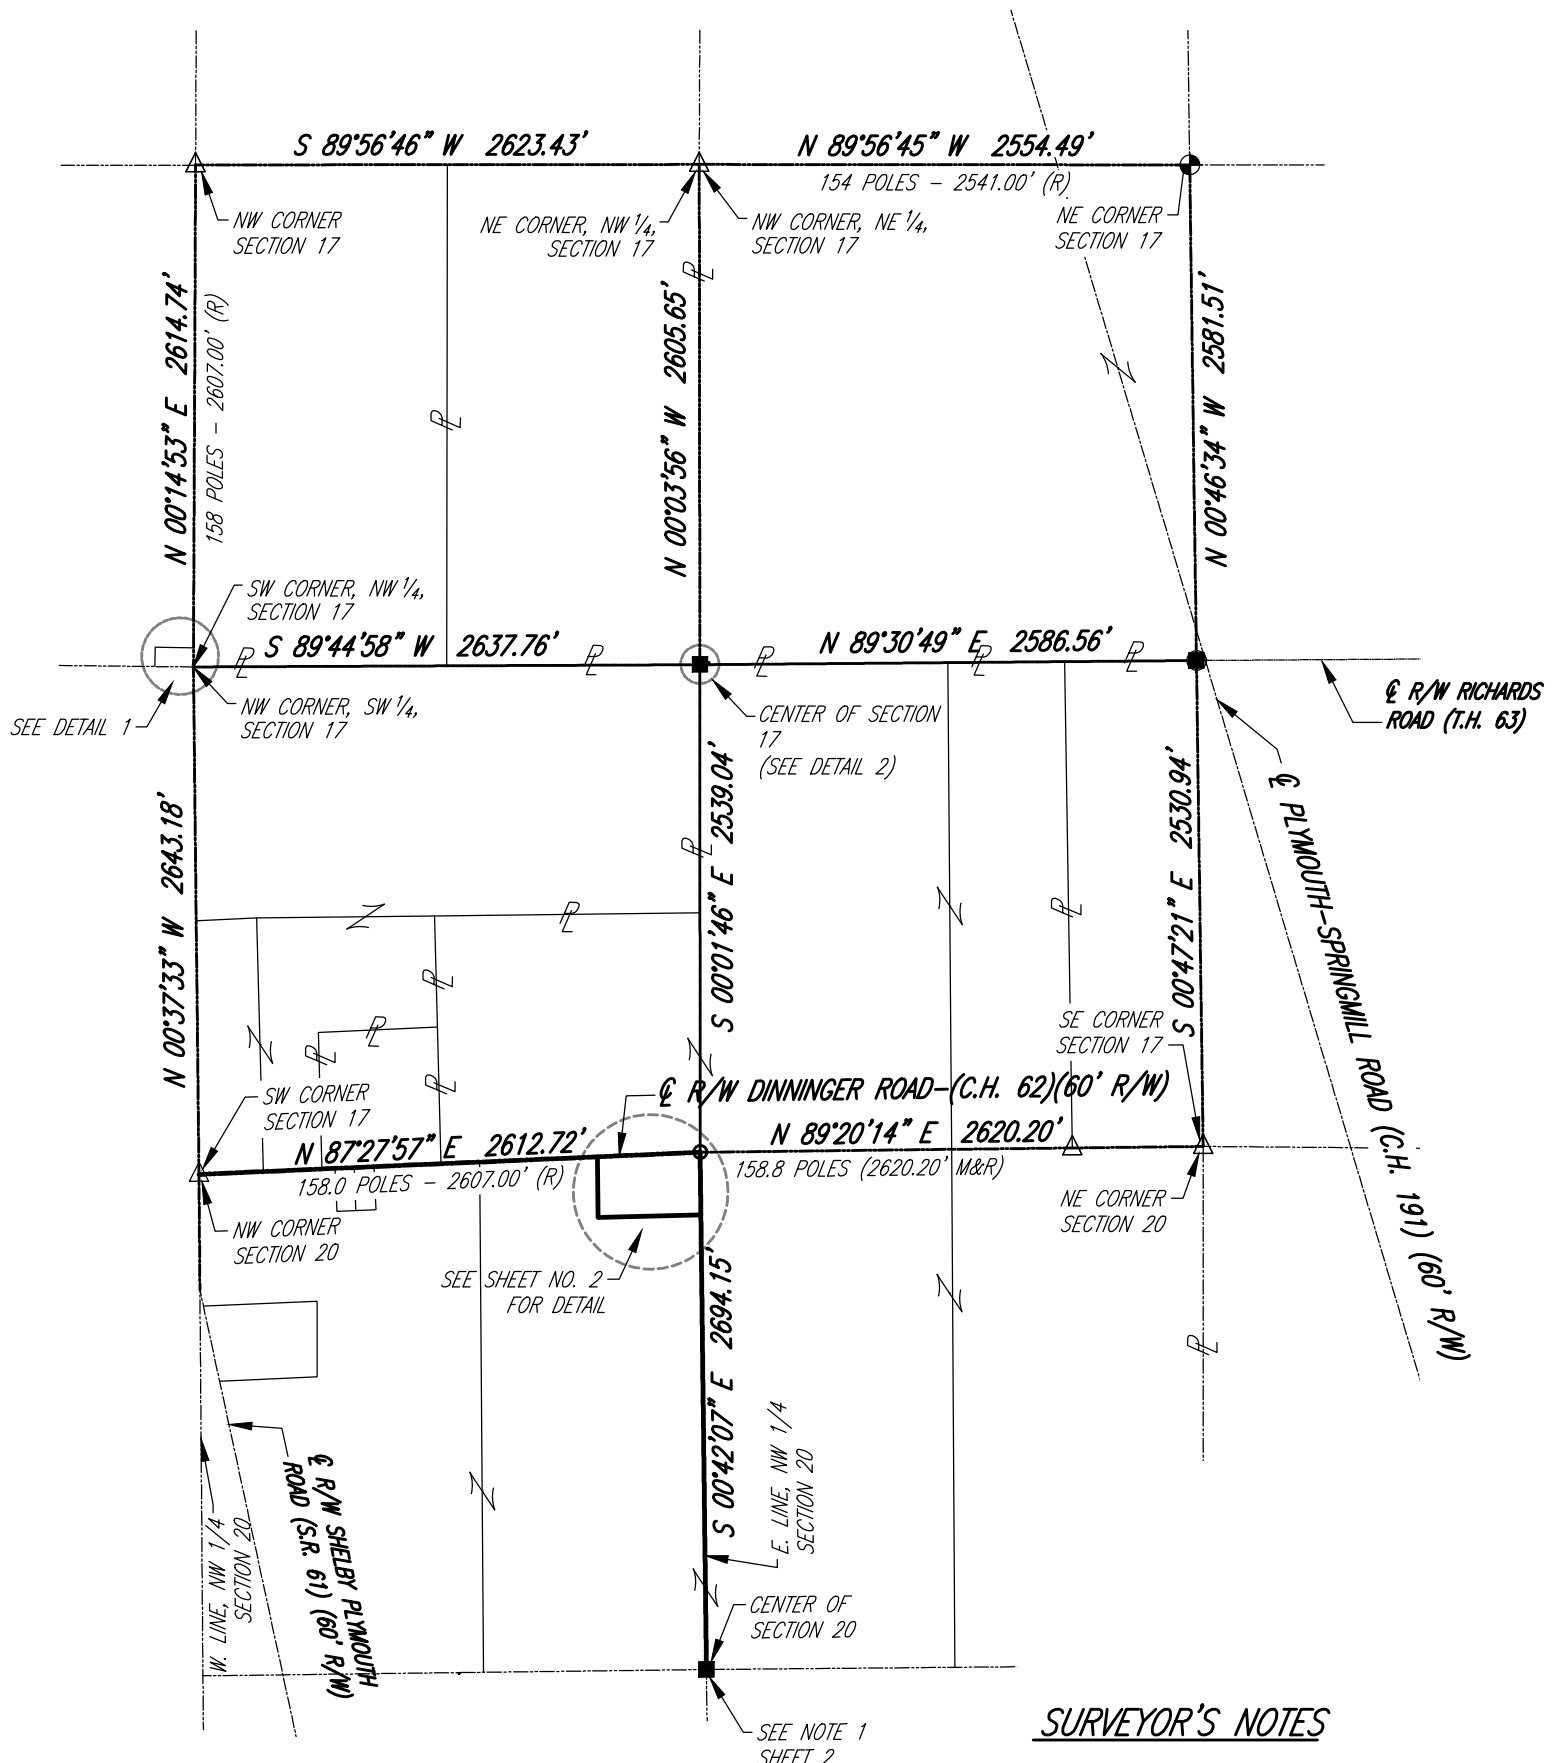 S 89°56'46" W 2623.43'
N 89°56'45" W 2554.49'
154 POLES - 2541.00' (R)
NW CORNER
SECTION 17
NE CORNER, NW 1/4,
SECTION 17
NW CORNER, NE 1/4,
SECTION 17
NE CORNER
SECTION 17
N 00°14'53" E 2614.74'
158 POLES - 2607.00' (R)
N 00°03'56" W 2605.65'
N 00°46'34" W 2581.51'
SW CORNER, NW 1/4,
SECTION 17
S 89°44'58" W 2637.76'
N 89°30'49" E 2586.56'
SEE DETAIL 1
NW CORNER, SW 1/4,
SECTION 17
CENTER OF SECTION
17
(SEE DETAIL 2)
℄ R/W RICHARDS
ROAD (T.H. 63)
N 00°37'33" W 2643.18'
S 00°01'46" E 2539.04'
S 00°47'21" E 2530.94'
℄ PLYMOUTH-SPRINGMILL ROAD (C.H. 191) (60' R/W)
SE CORNER
SECTION 17
SW CORNER
SECTION 17
℄ R/W DINNINGER ROAD-(C.H. 62)(60' R/W)
N 87°27'57" E 2612.72'
158.0 POLES - 2607.00' (R)
N 89°20'14" E 2620.20'
158.8 POLES (2620.20' M&R)
NW CORNER
SECTION 20
NE CORNER
SECTION 20
SEE SHEET NO. 2
FOR DETAIL
S 00°42'07" E 2694.15'
E. LINE, NW 1/4
SECTION 20
W. LINE, NW 1/4
SECTION 20
℄ R/W SHELBY PLYMOUTH
ROAD (S.R. 61) (60' R/W)
CENTER OF
SECTION 20
SEE NOTE 1
SHEET 2
SURVEYOR'S NOTES